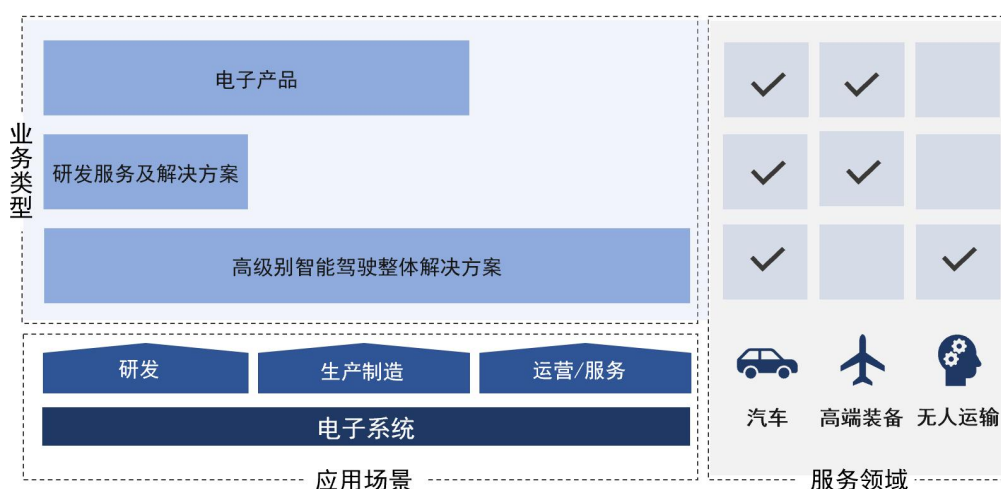 业务类型
电子产品
研发服务及解决方案
高级别智能驾驶整体解决方案
研发
生产制造
运营/服务
电子系统
应用场景
汽车
高端装备
无人运输
服务领域